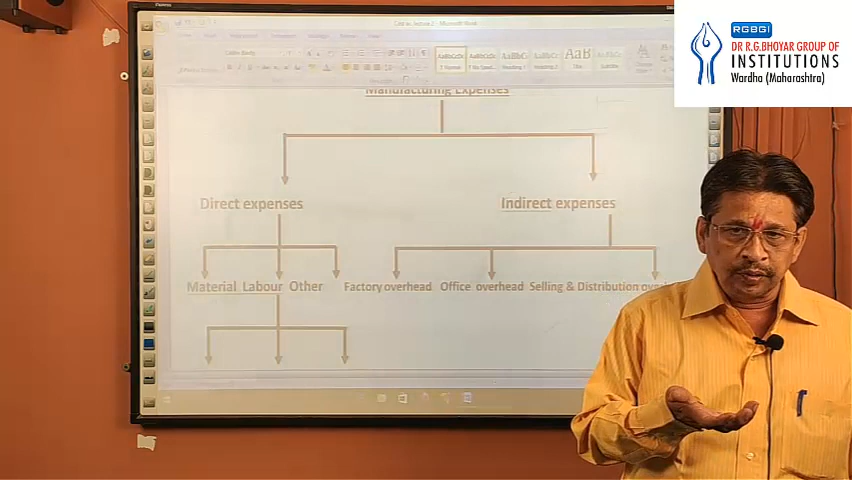 RGBGI
DR R.G.BHOYAR GROUP OF
INSTITUTIONS
Wardha (Maharashtra)
Manufacturing Expenses
Direct expenses
Indirect expenses
Material Labour Other
Factory overhead Office overhead Selling & Distribution